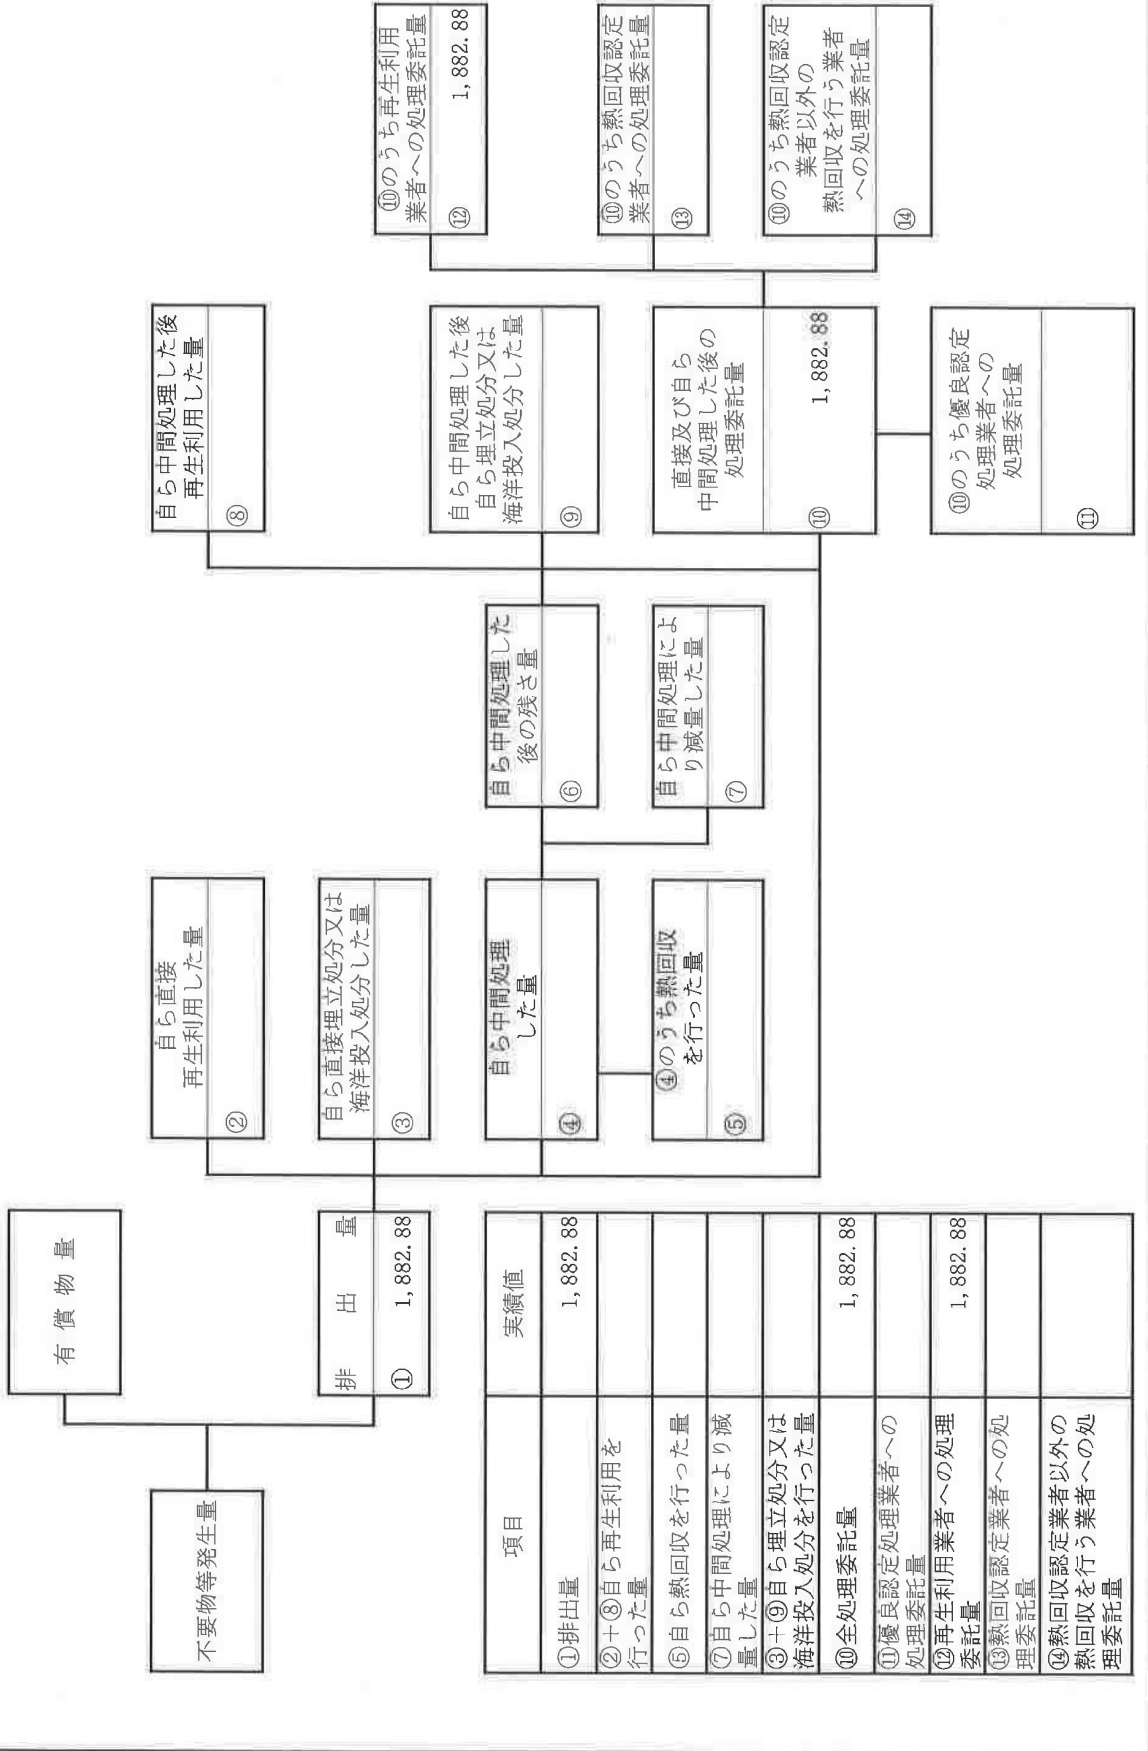 不要物等発生量
有償物量
排出量
① 1,882.88
自ら直接
再生利用した量
②
自ら直接埋立処分又は
海洋投入処分した量
③
自ら中間処理
した量
④
④のうち熱回収
を行った量
⑤
自ら中間処理した
後の残さ量
⑥
自ら中間処理によ
り減量した量
⑦
自ら中間処理した後
再生利用した量
⑧
自ら中間処理した後
自ら埋立処分又は
海洋投入処分した量
⑨
直接及び自ら
中間処理した後の
処理委託量
⑩ 1,882.88
⑩のうち優良認定
処理業者への
処理委託量
⑪
⑩のうち再生利用
業者への処理委託量
⑫ 1,882.88
⑩のうち熱回収認定
業者への処理委託量
⑬
⑩のうち熱回収認定
業者以外の
熱回収を行う業者
への処理委託量
⑭
項目 実績値
①排出量 1,882.88
②+⑧自ら再生利用を
行った量
⑤自ら熱回収を行った量
⑦自ら中間処理により減
量した量
③+⑨自ら埋立処分又は
海洋投入処分を行った量
⑩全処理委託量 1,882.88
⑪優良認定処理業者への
処理委託量
⑫再生利用業者への処理
委託量 1,882.88
⑬熱回収認定業者への処
理委託量
⑭熱回収認定業者以外の
熱回収を行う業者への処
理委託量